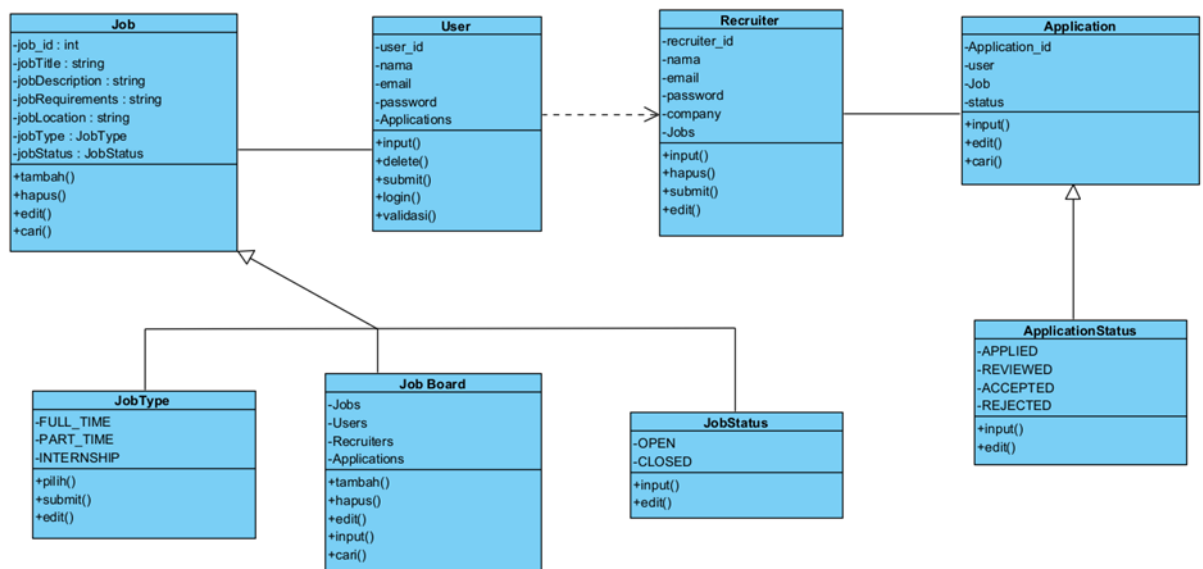 Job
-job_id : int
-jobTitle : string
-jobDescription : string
-jobRequirements : string
-jobLocation : string
-jobType : JobType
-jobStatus : JobStatus
+tambah()
+hapus()
+edit()
+cari()
User
-user_id
-nama
-email
-password
-Applications
+input()
+delete()
+submit()
+login()
+validasi()
Recruiter
-recruiter_id
-nama
-email
-password
-company
-Jobs
+input()
+hapus()
+submit()
+edit()
Application
-Application_id
-user
-Job
-status
+input()
+edit()
+cari()
JobType
-FULL_TIME
-PART_TIME
-INTERNSHIP
+pilih()
+submit()
+edit()
Job Board
-Jobs
-Users
-Recruiters
-Applications
+tambah()
+hapus()
+edit()
+input()
+cari()
JobStatus
-OPEN
-CLOSED
+input()
+edit()
ApplicationStatus
-APPLIED
-REVIEWED
-ACCEPTED
-REJECTED
+input()
+edit()